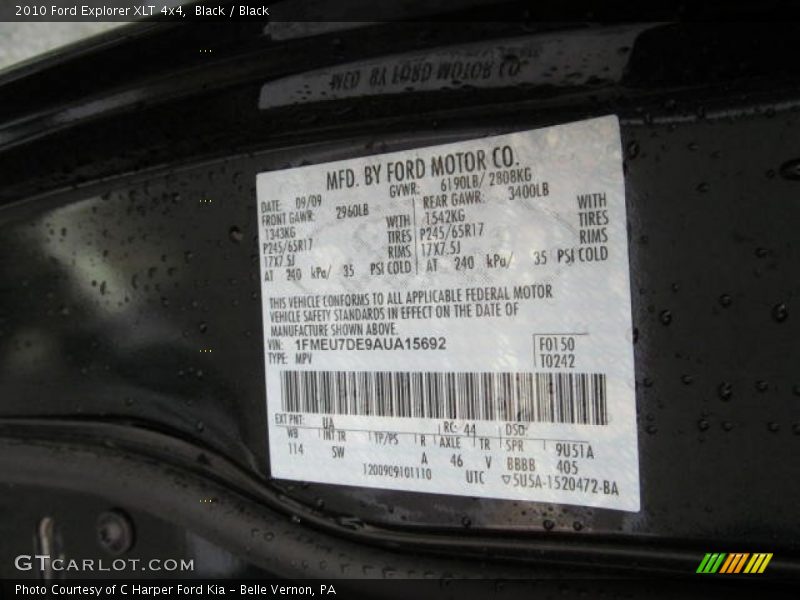 2010 Ford Explorer XLT 4x4, Black / Black
MFD. BY FORD MOTOR CO.
MFD. BY FORD MOTOR CO.
DATE: 09/09 GVWR: 6190LB/ 2808KG
FRONT GAWR: 2960LB REAR GAWR: 3400LB
1343KG WITH 1542KG WITH
P245/65R17 TIRES P245/65R17 TIRES
17X7.5J RIMS 17X7.5J RIMS
AT 240 kPa/ 35 PSI COLD AT 240 kPa/ 35 PSI COLD
THIS VEHICLE CONFORMS TO ALL APPLICABLE FEDERAL MOTOR
VEHICLE SAFETY STANDARDS IN EFFECT ON THE DATE OF
MANUFACTURE SHOWN ABOVE.
VIN: 1FMEU7DE9AUA15692 F0150
TYPE: MPV T0242
EXT PNT: UA RC: 44 DSO:
WB INT TR TP/PS R AXLE TR SPR 9U51A
114 SW A 46 V BBBB 405
1200909101110 UTC ▽5U5A-1520472-BA
GTCARLOT.COM
Photo Courtesy of C Harper Ford Kia - Belle Vernon, PA